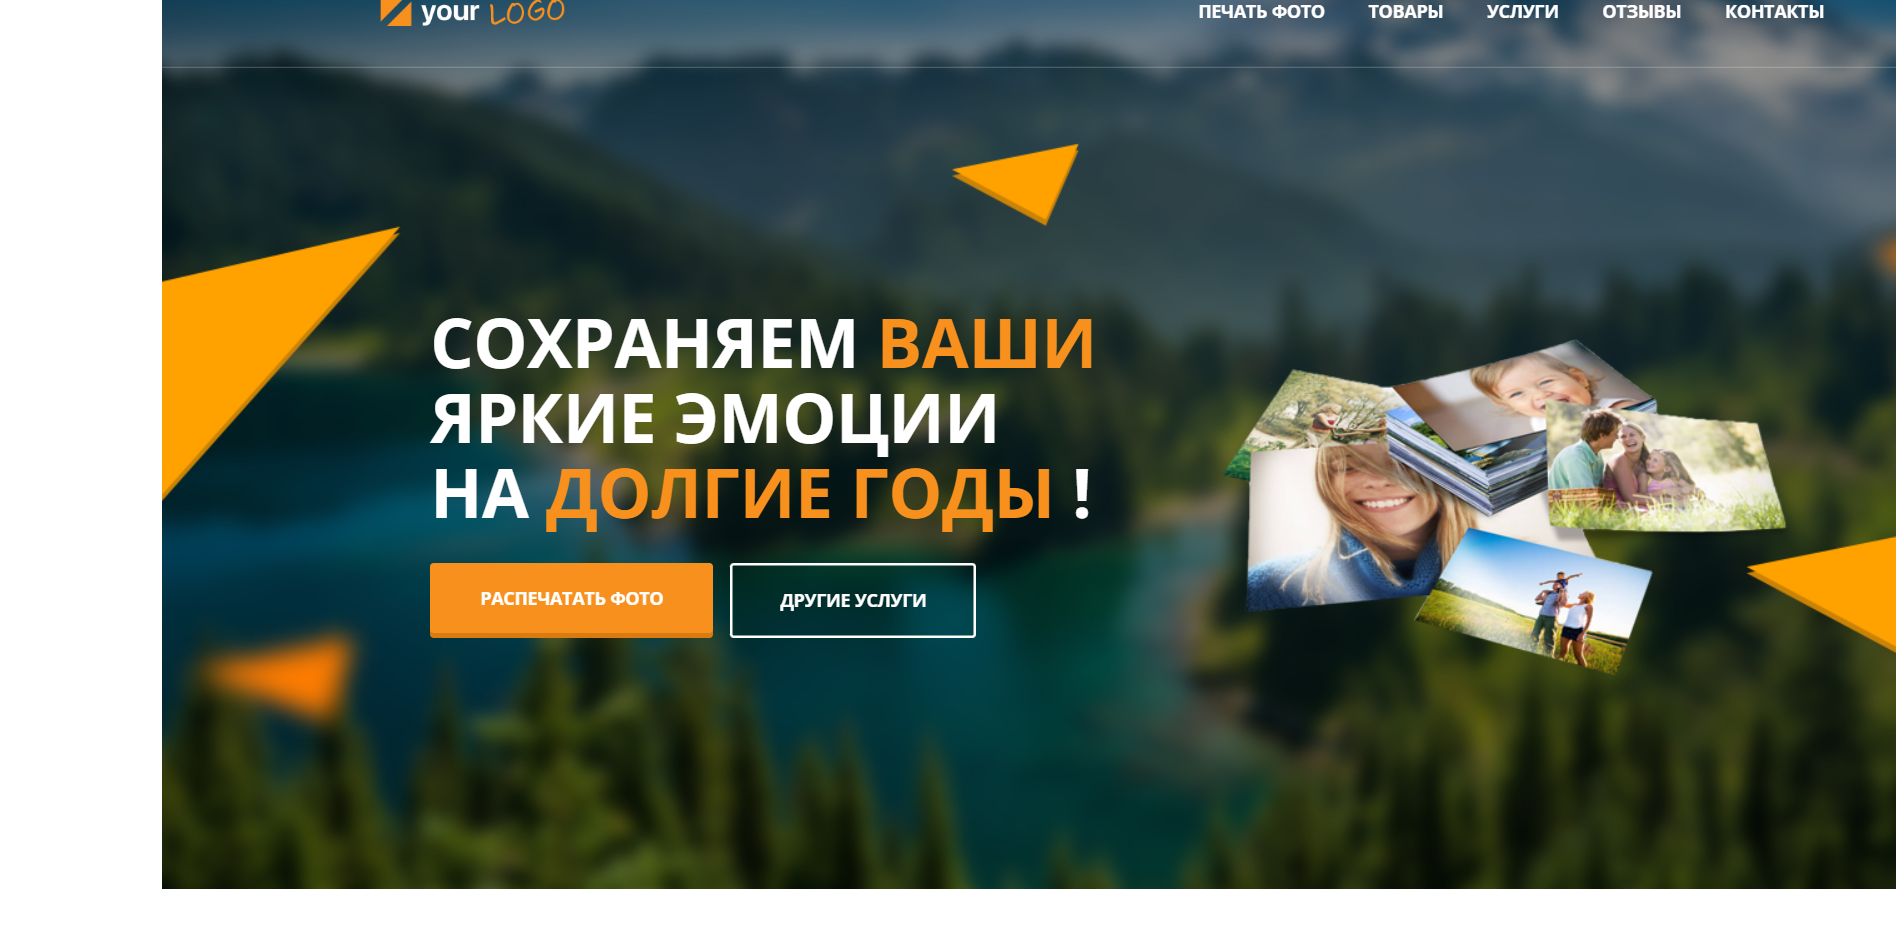 your LOGO
ПЕЧАТЬ ФОТО ТОВАРЫ УСЛУГИ ОТЗЫВЫ КОНТАКТЫ
СОХРАНЯЕМ ВАШИ
ЯРКИЕ ЭМОЦИИ
НА ДОЛГИЕ ГОДЫ !
РАСПЕЧАТАТЬ ФОТО
ДРУГИЕ УСЛУГИ